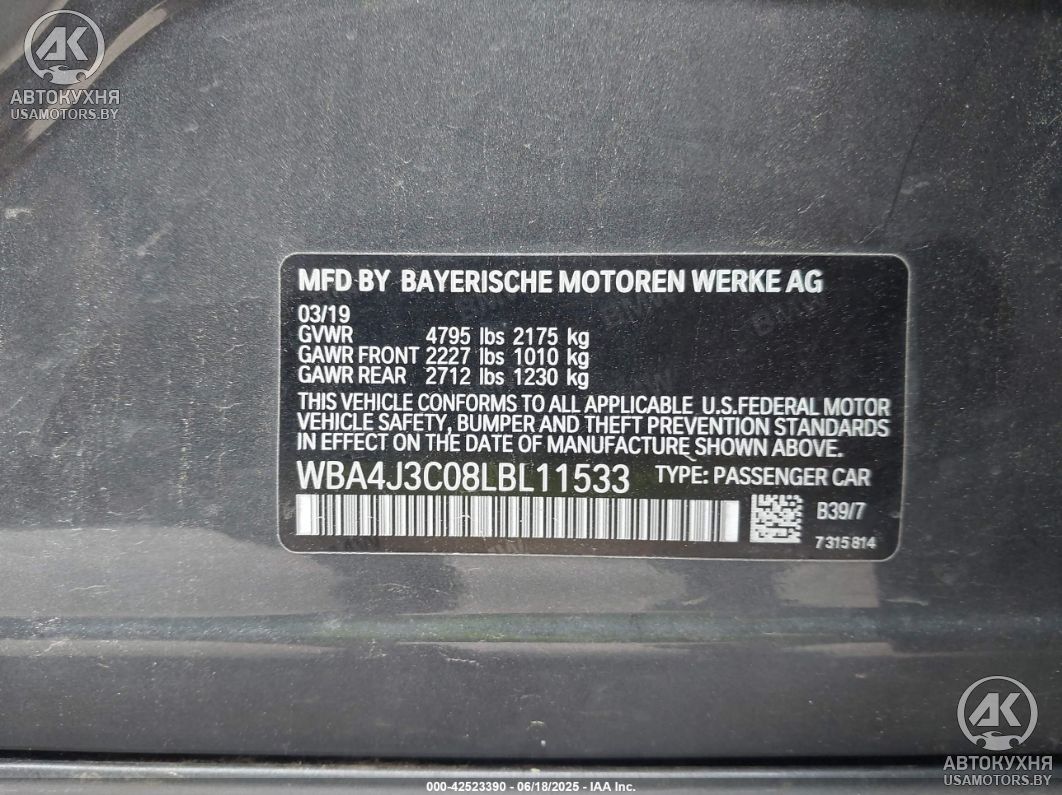 AK
АВТОКУХНЯ
USAMOTORS.BY
MFD BY BAYERISCHE MOTOREN WERKE AG
03/19
GVWR 4795 lbs 2175 kg
GAWR FRONT 2227 lbs 1010 kg
GAWR REAR 2712 lbs 1230 kg
THIS VEHICLE CONFORMS TO ALL APPLICABLE U.S.FEDERAL MOTOR
VEHICLE SAFETY, BUMPER AND THEFT PREVENTION STANDARDS
IN EFFECT ON THE DATE OF MANUFACTURE SHOWN ABOVE.
WBA4J3C08LBL11533 TYPE: PASSENGER CAR
B39/7
7315814
AK
АВТОКУХНЯ
USAMOTORS.BY
000-42523390 - 06/18/2025 - IAA Inc.